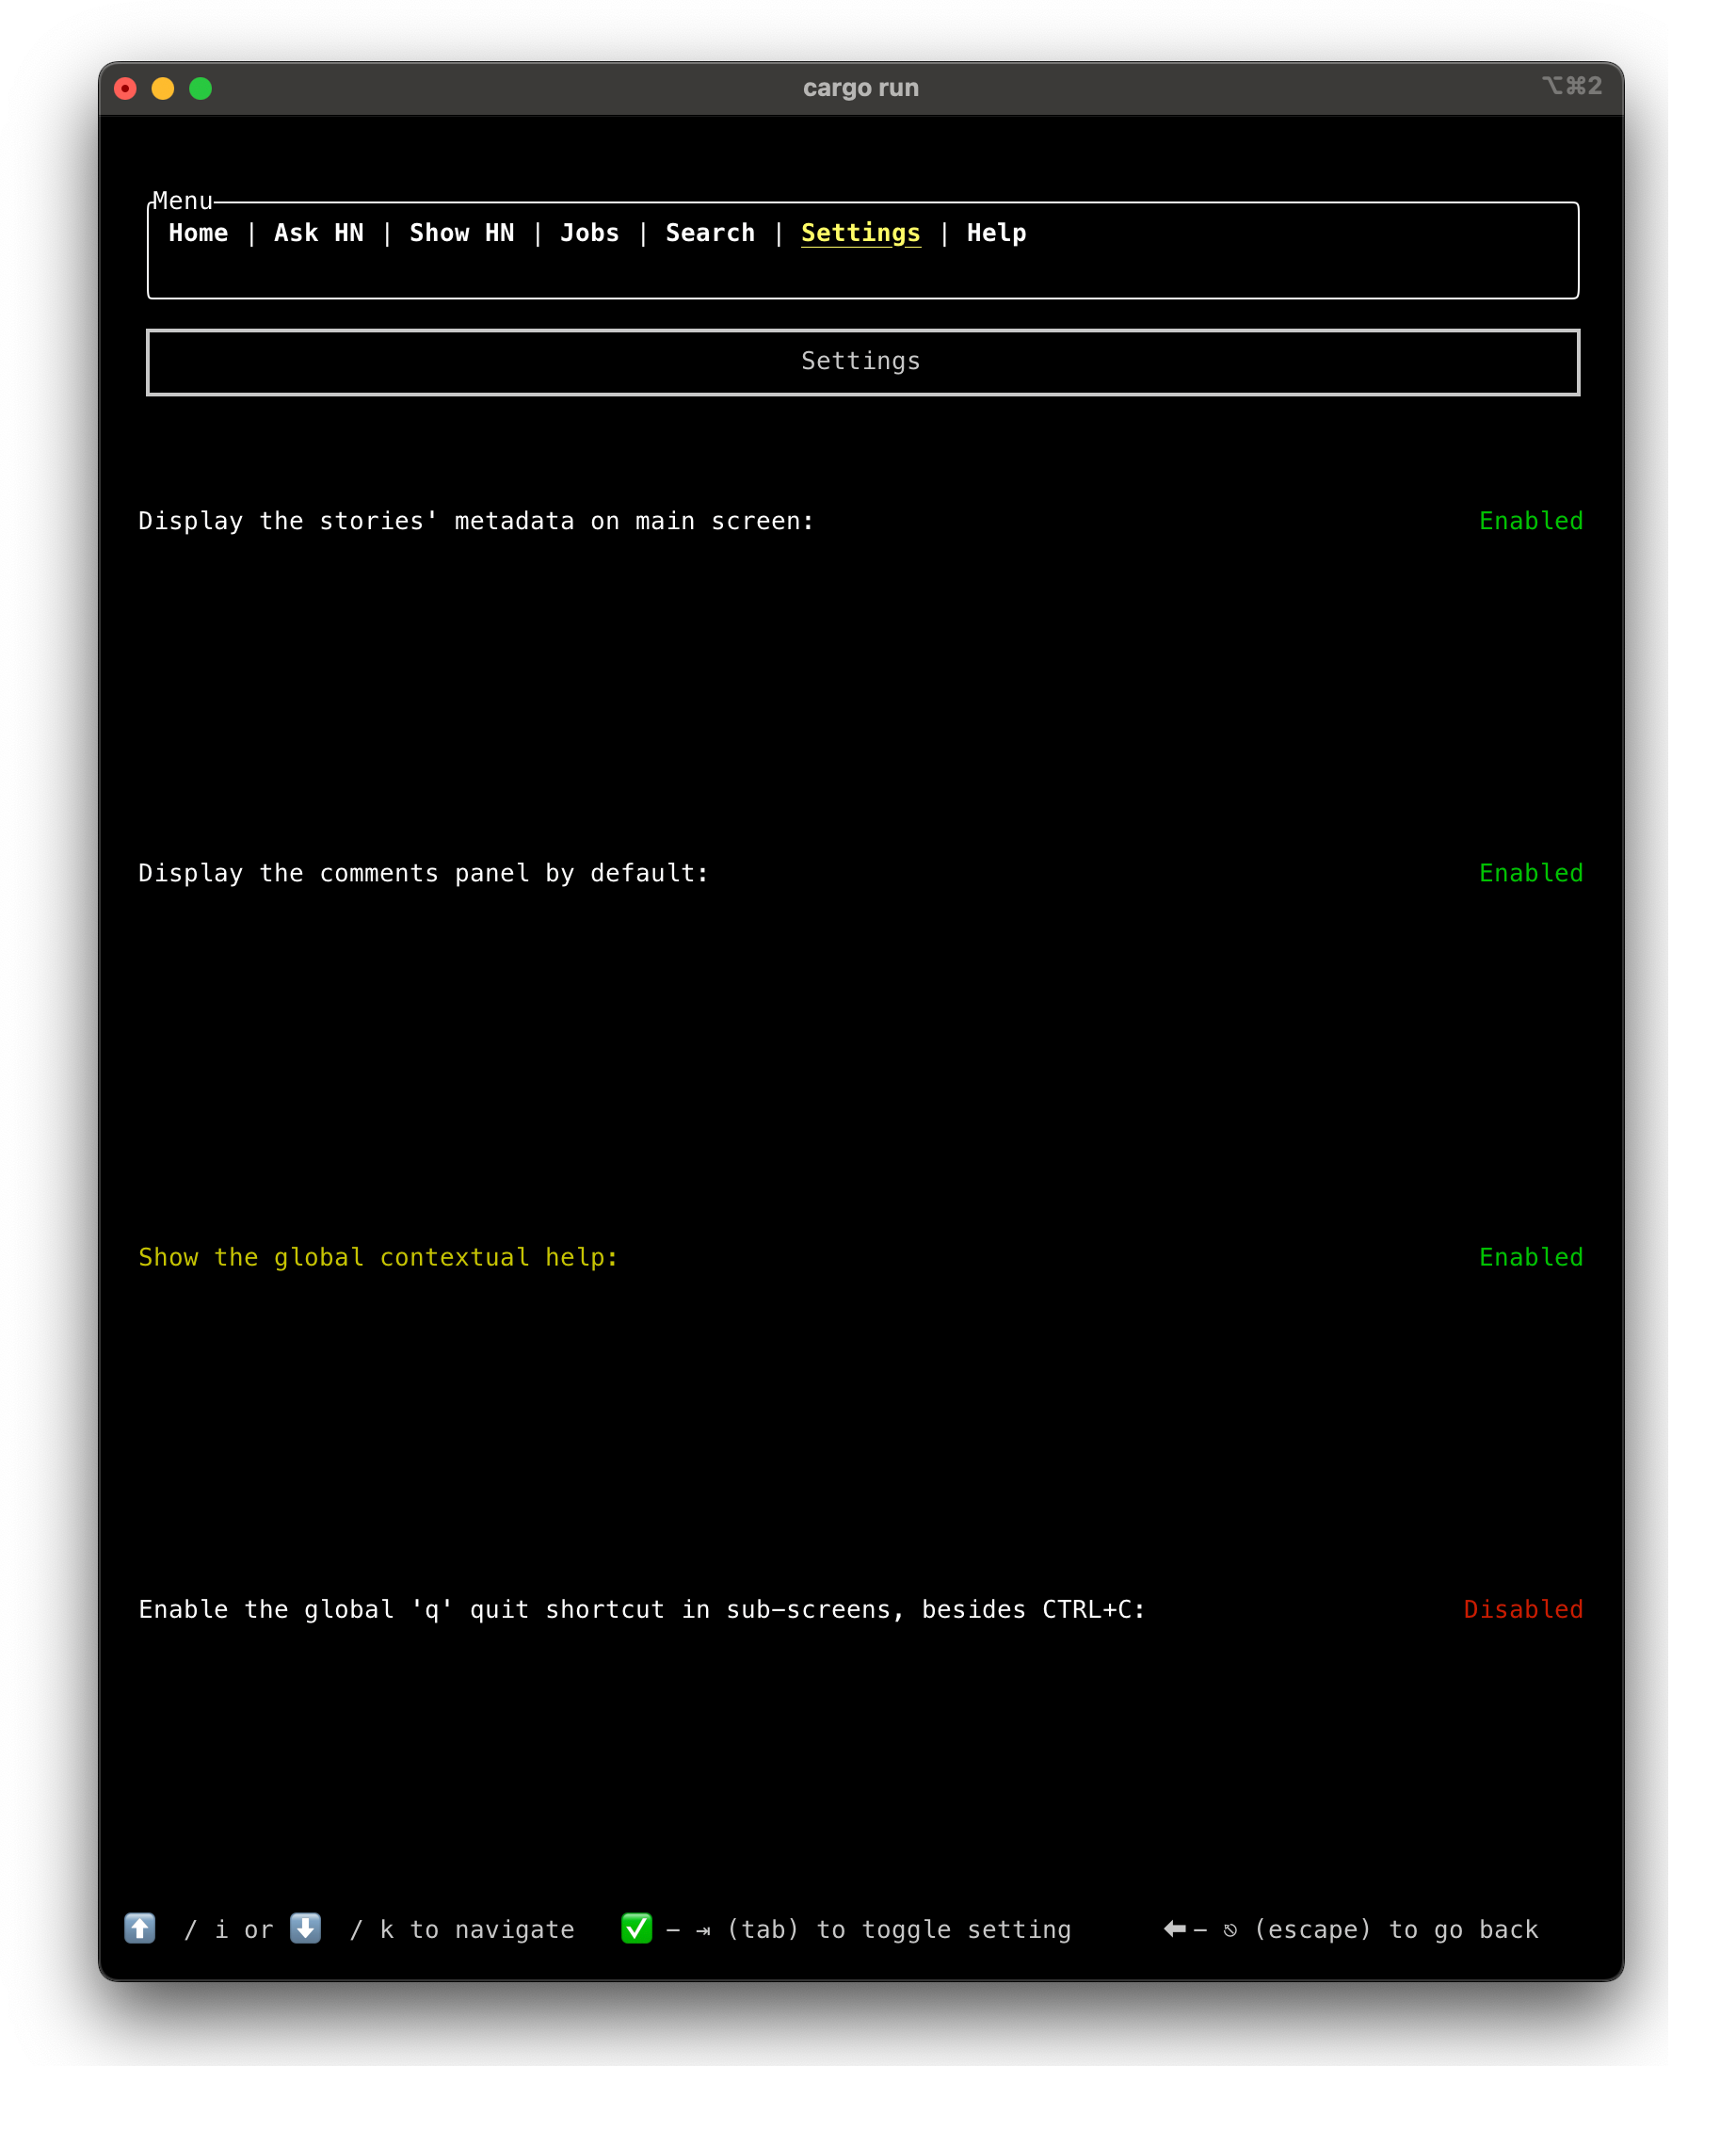 cargo run ⌥⌘2
Menu
Home | Ask HN | Show HN | Jobs | Search | Settings | Help
Settings
Display the stories' metadata on main screen: Enabled
Display the comments panel by default: Enabled
Show the global contextual help: Enabled
Enable the global 'q' quit shortcut in sub-screens, besides CTRL+C: Disabled
⬆️ / i or ⬇️ / k to navigate ✅ - ⇥ (tab) to toggle setting ⬅ - ⎋ (escape) to go back